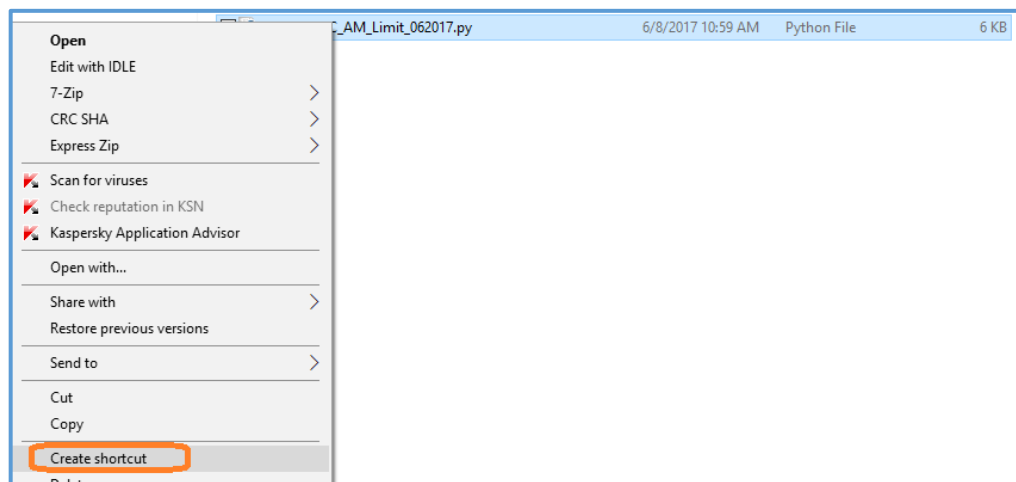 C_AM_Limit_062017.py 6/8/2017 10:59 AM Python File 6 KB
Open
Edit with IDLE
7-Zip
CRC SHA
Express Zip
Scan for viruses
Check reputation in KSN
Kaspersky Application Advisor
Open with...
Share with
Restore previous versions
Send to
Cut
Copy
Create shortcut